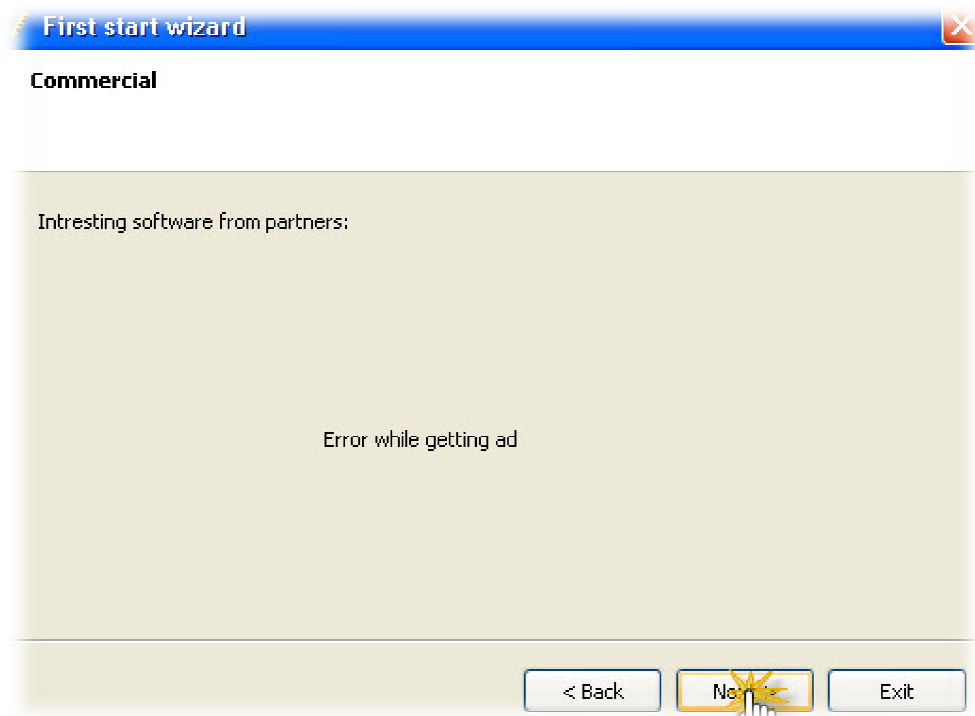 First start wizard
Commercial
Intresting software from partners:
Error while getting ad
< Back
Exit